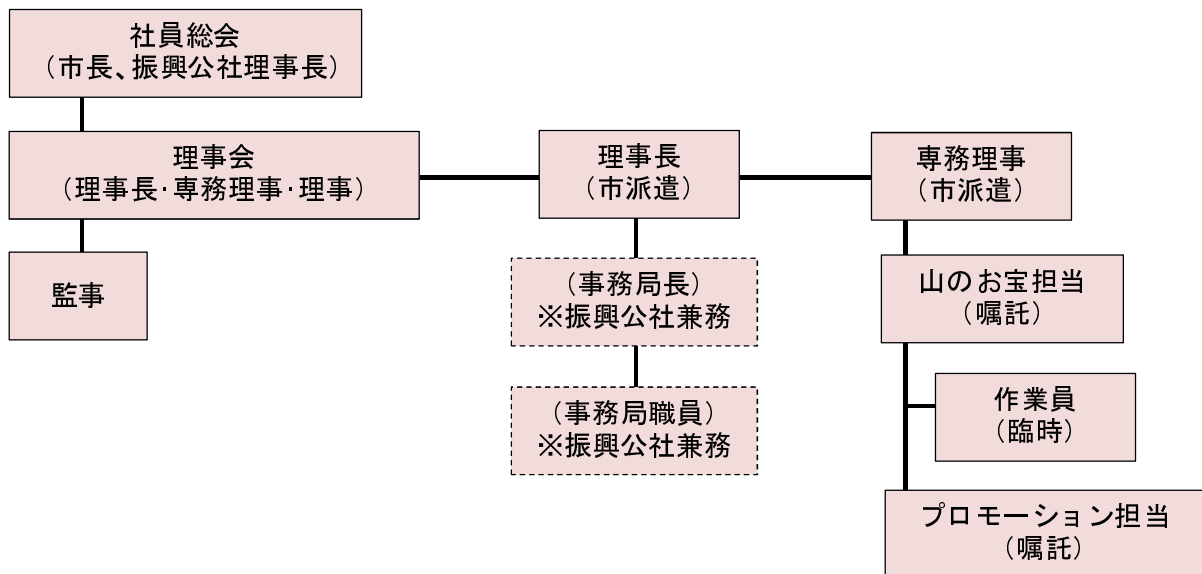 社員総会
（市長、振興公社理事長）
理事会
（理事長･専務理事･理事）
監事
理事長
（市派遣）
（事務局長）
※振興公社兼務
（事務局職員）
※振興公社兼務
専務理事
（市派遣）
山のお宝担当
（嘱託）
作業員
（臨時）
プロモーション担当
（嘱託）